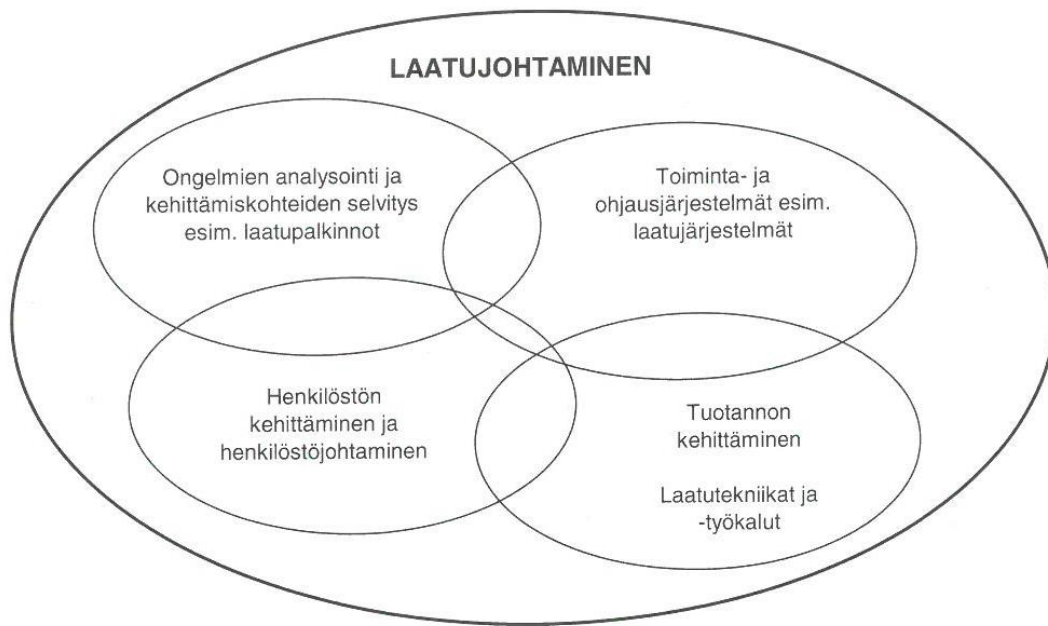 LAATUJOHTAMINEN
Ongelmien analysointi ja
kehittämiskohteiden selvitys
esim. laatupalkinnot
Toiminta- ja
ohjausjärjestelmät esim.
laatujärjestelmät
Henkilöstön
kehittäminen ja
henkilöstöjohtaminen
Tuotannon
kehittäminen
Laatutekniikat ja
-työkalut